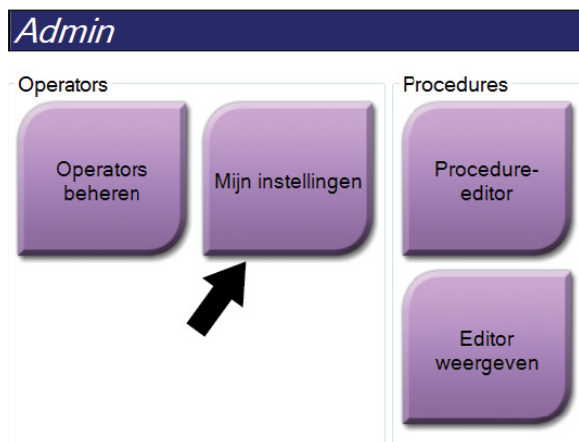 Admin
Operators
Procedures
Operators
beheren
Mijn instellingen
Procedure-
editor
Editor
weergeven